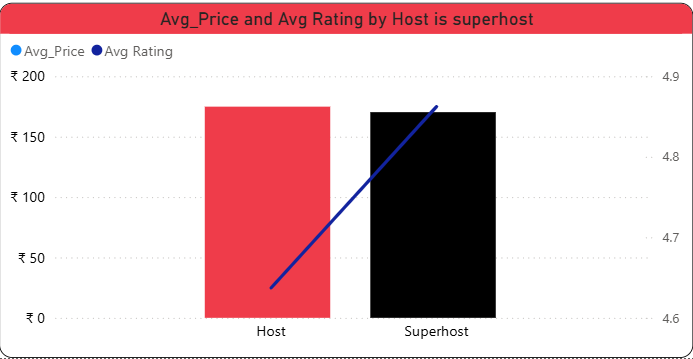 Avg_Price and Avg Rating by Host is superhost
Avg_Price Avg Rating
₹ 200
4.9
₹ 150
4.8
₹ 100
4.7
₹ 50
₹ 0
4.6
Host
Superhost